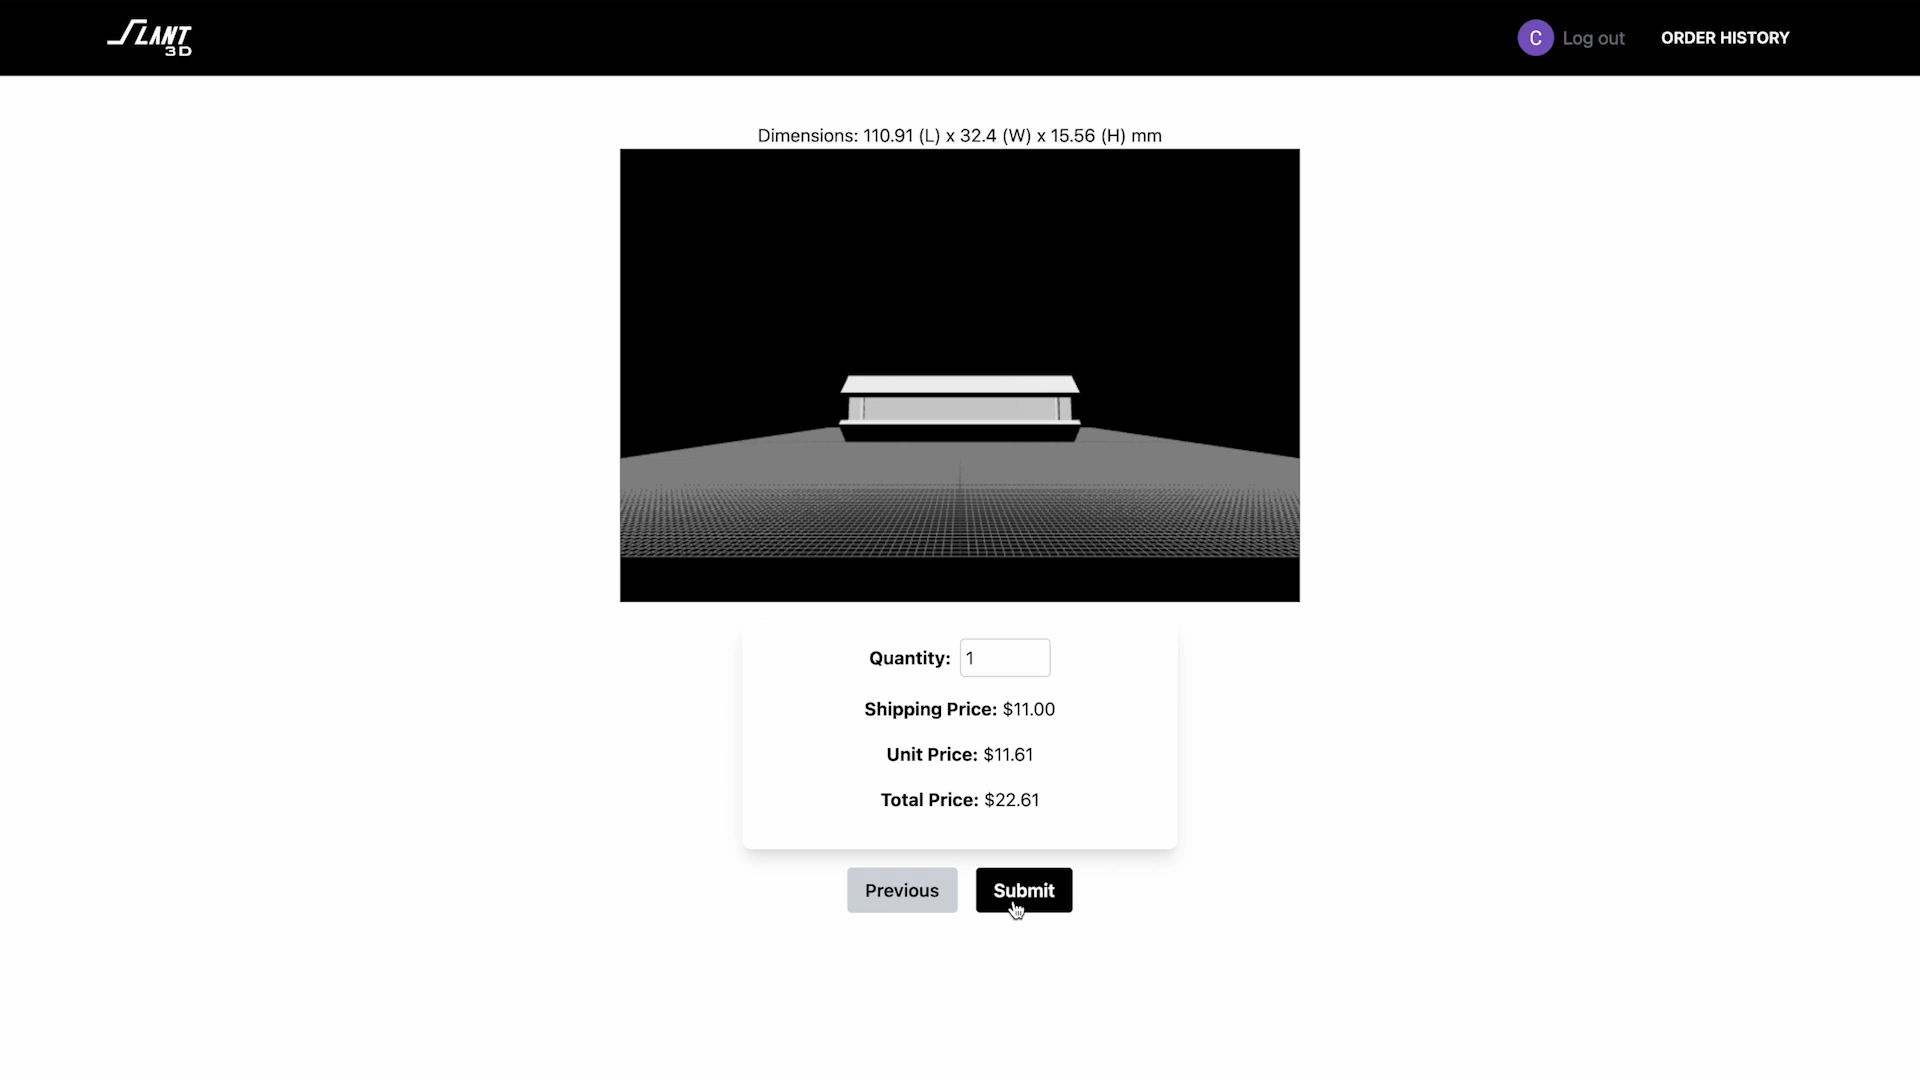 SLANT
3D
C Log out ORDER HISTORY
Dimensions: 110.91 (L) x 32.4 (W) x 15.56 (H) mm
Quantity: 1
Shipping Price: $11.00
Unit Price: $11.61
Total Price: $22.61
Previous Submit